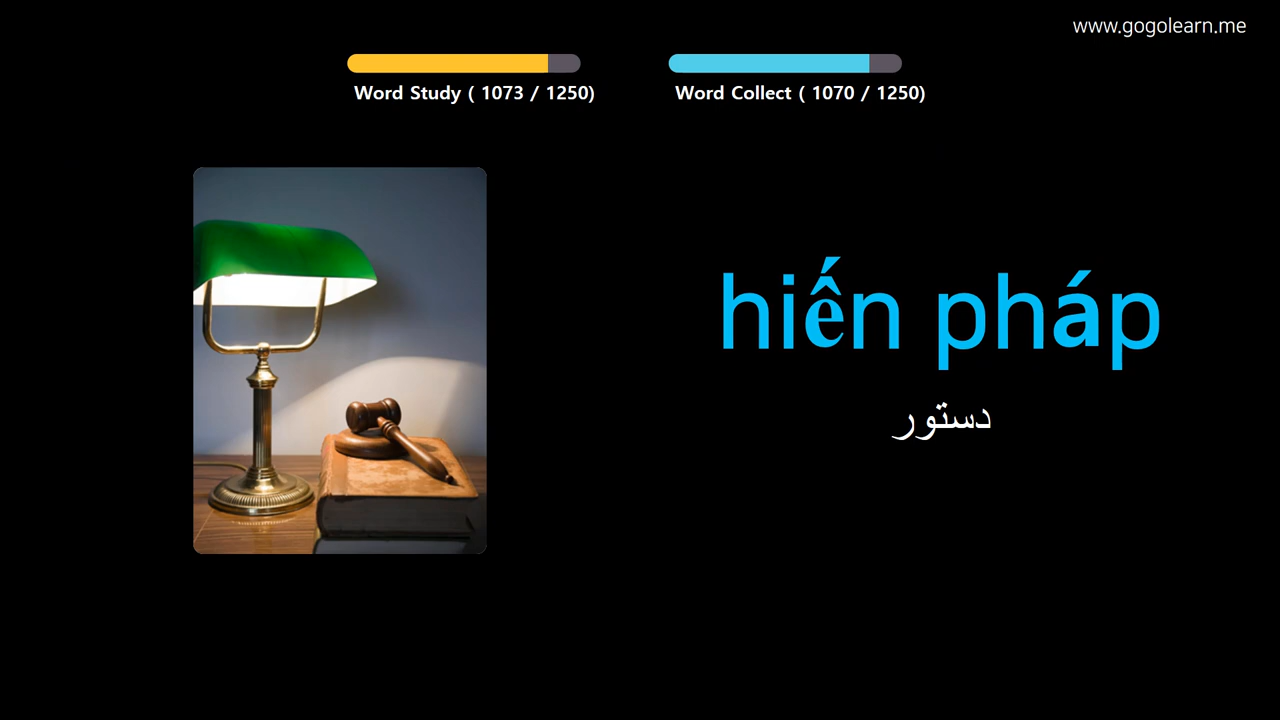 www.gogolearn.me
Word Study ( 1073 / 1250)
Word Collect ( 1070 / 1250)
hiến pháp
دستور